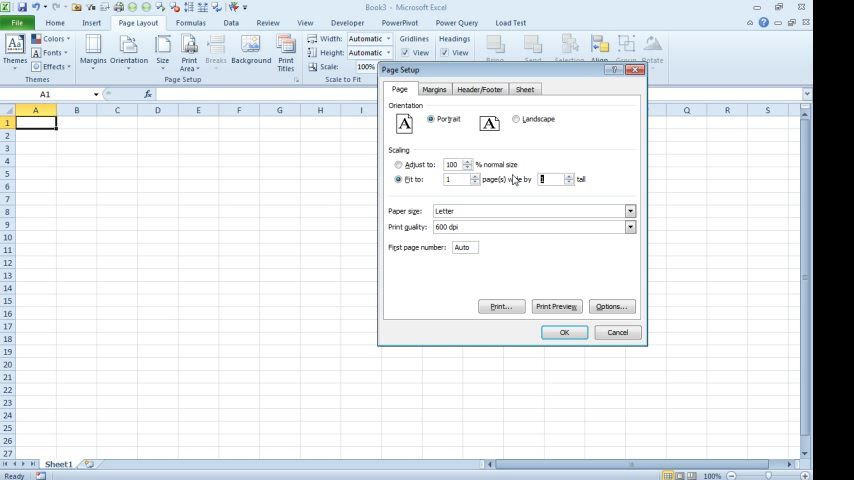 Book3 - Microsoft Excel
File Home Insert Page Layout Formulas Data Review View Developer PowerPivot Power Query Load Test
Colors Fonts Effects
Themes
Margins Orientation Size Print Area Breaks Background Print Titles
Width: Automatic
Height: Automatic
Scale: 100%
Gridlines Headings
View View
Align
Rotate
Themes Page Setup Scale to Fit
A1 fx
A B C D E F G H I Q R S
1
2
3
4
5
6
7
8
9
10
11
12
13
14
15
16
17
18
19
20
21
22
23
24
25
26
27
Page Setup
Page Margins Header/Footer Sheet
Orientation
A Portrait A Landscape
Scaling
Adjust to: 100 % normal size
Fit to: 1 page(s) wide by 1 tall
Paper size: Letter
Print quality: 600 dpi
First page number: Auto
Print... Print Preview Options...
OK Cancel
Sheet1
Ready 100%